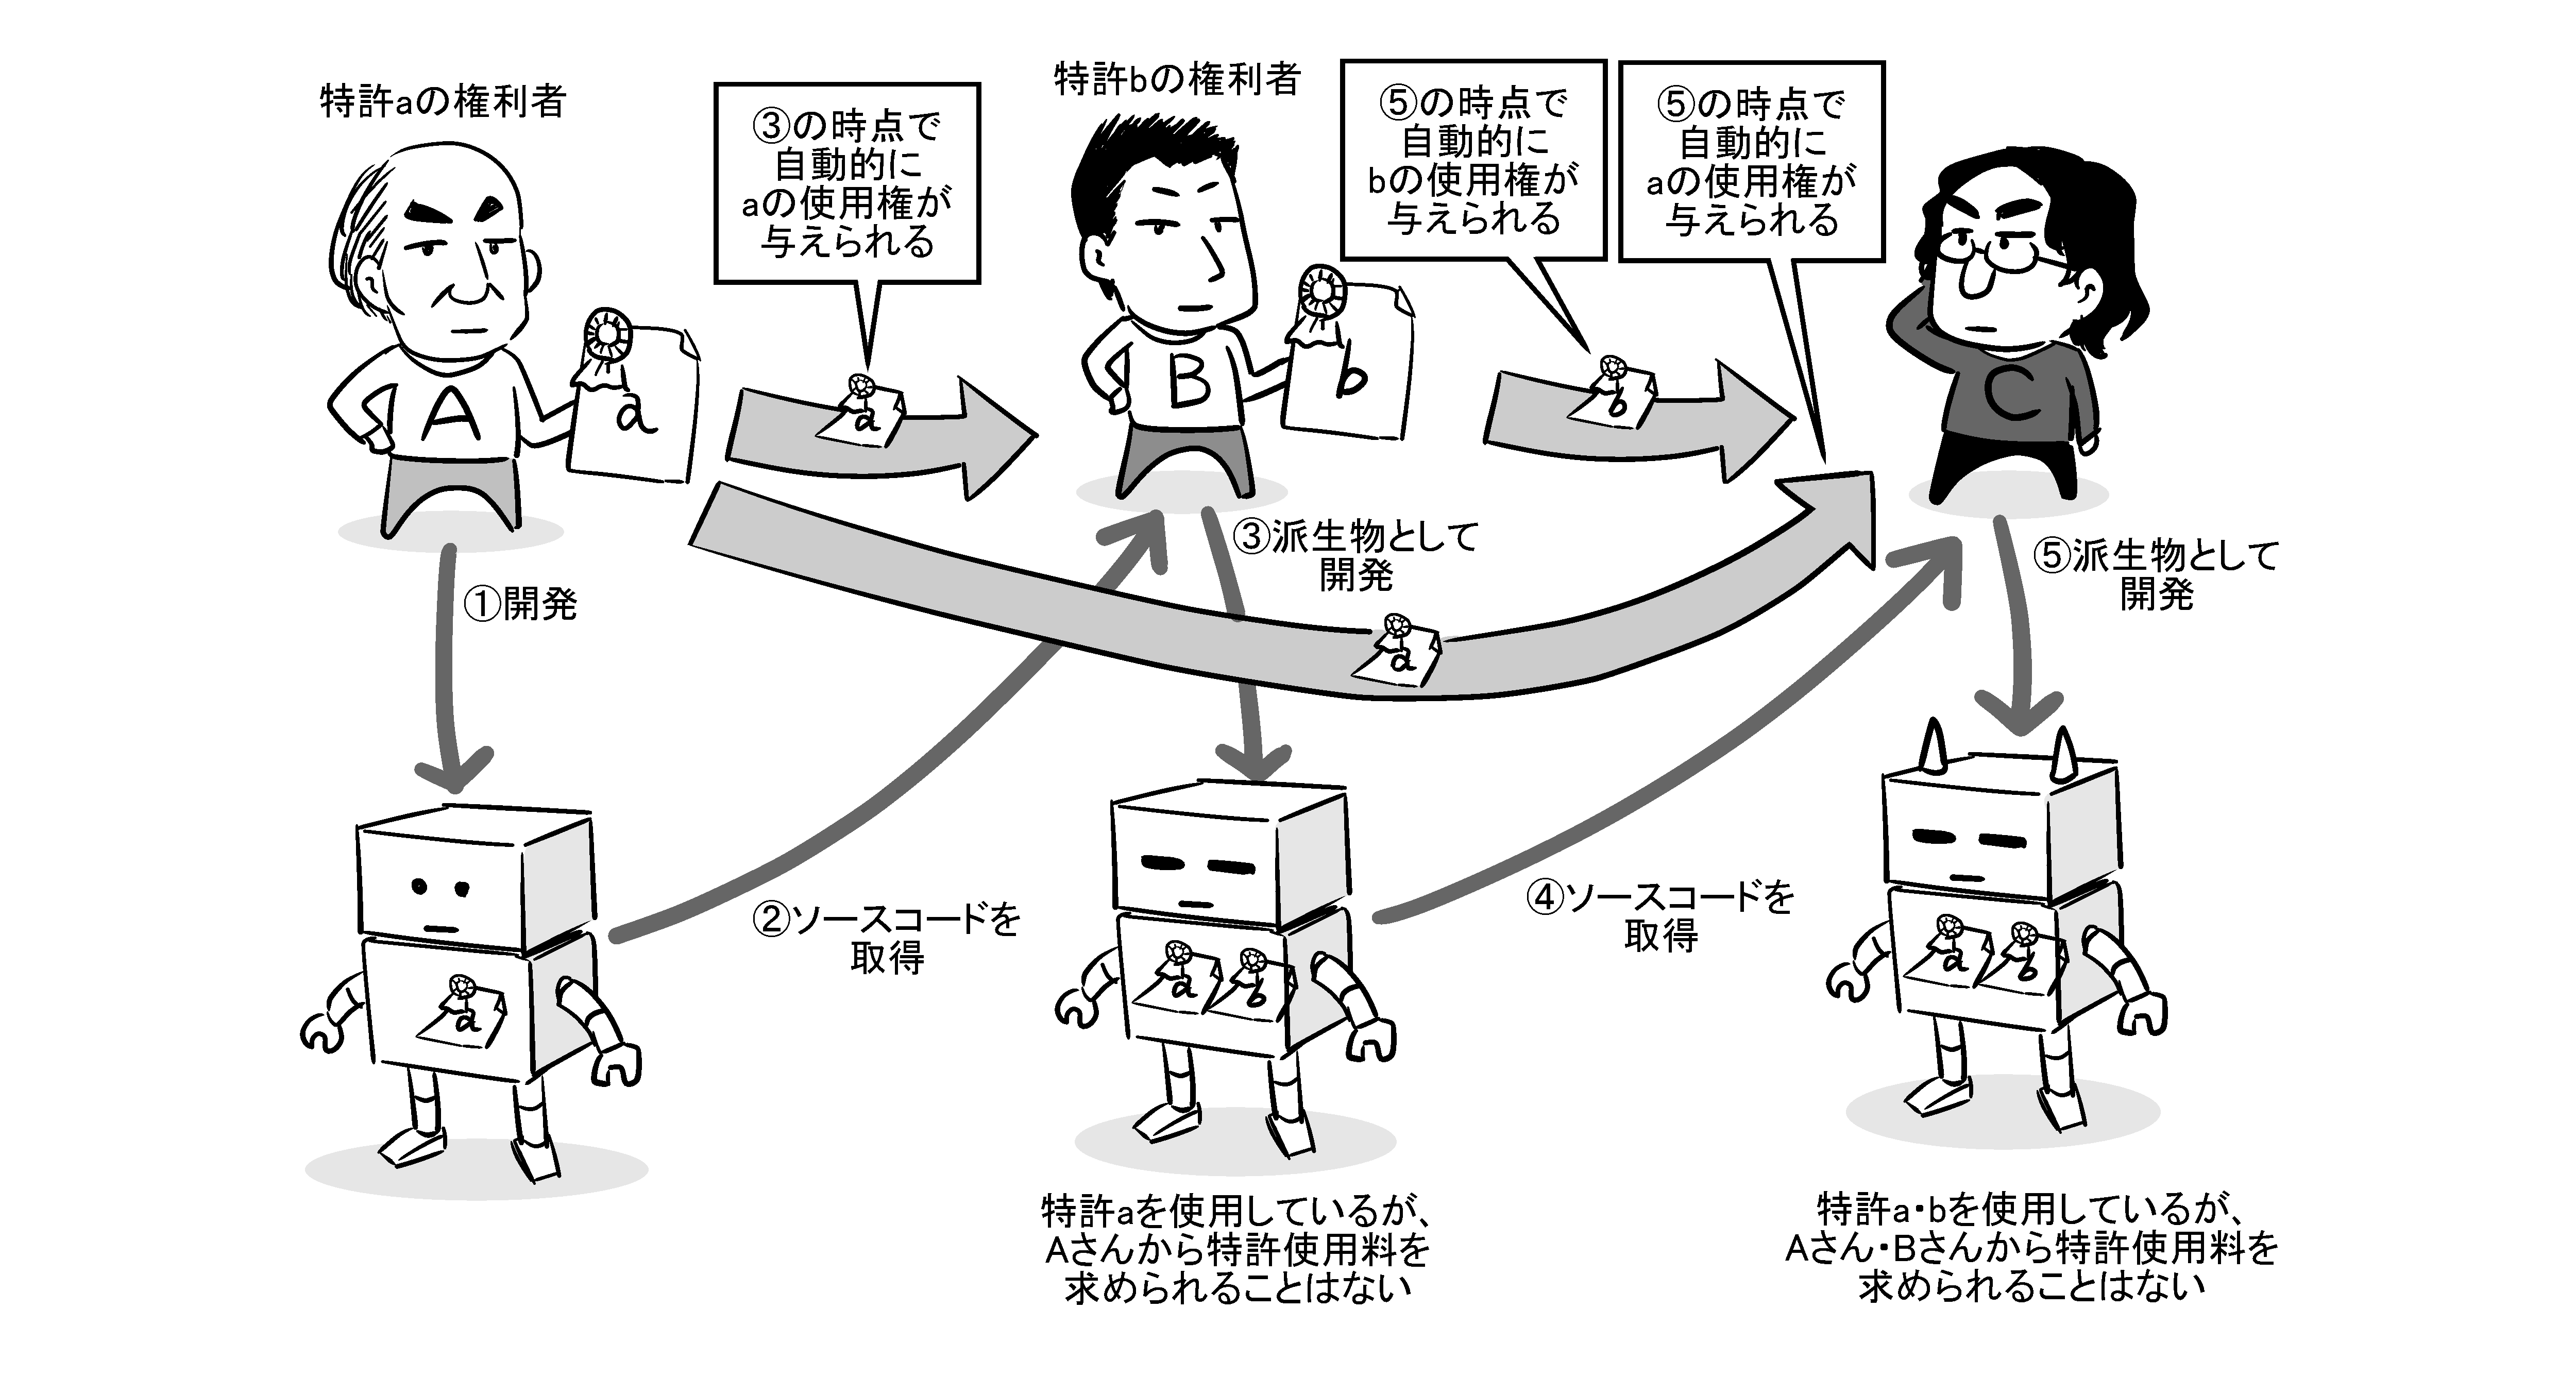 特許aの権利者
③の時点で
自動的に
aの使用権が
与えられる
特許bの権利者
⑤の時点で
自動的に
bの使用権が
与えられる
⑤の時点で
自動的に
aの使用権が
与えられる
A
a
B
b
C
a
b
a
①開発
③派生物として
開発
⑤派生物として
開発
②ソースコードを
取得
④ソースコードを
取得
a
a
b
a
b
特許aを使用しているが、
Aさんから特許使用料を
求められることはない
特許a・bを使用しているが、
Aさん・Bさんから特許使用料を
求められることはない